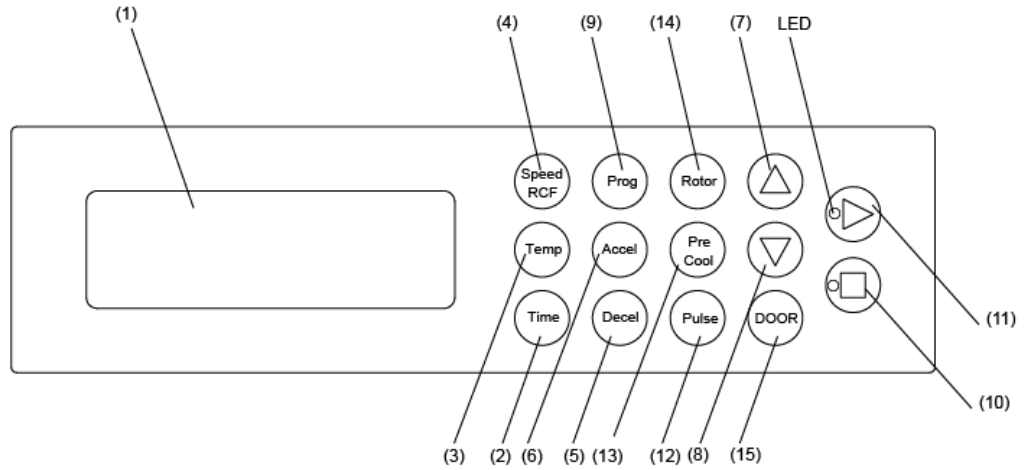 (1)
(4)
(9)
(14)
(7)
LED
Speed
RCF
Prog
Rotor
Temp
Accel
Pre
Cool
Time
Decel
Pulse
DOOR
(11)
(10)
(3)
(2)
(6)
(5)
(13)
(12)
(8)
(15)